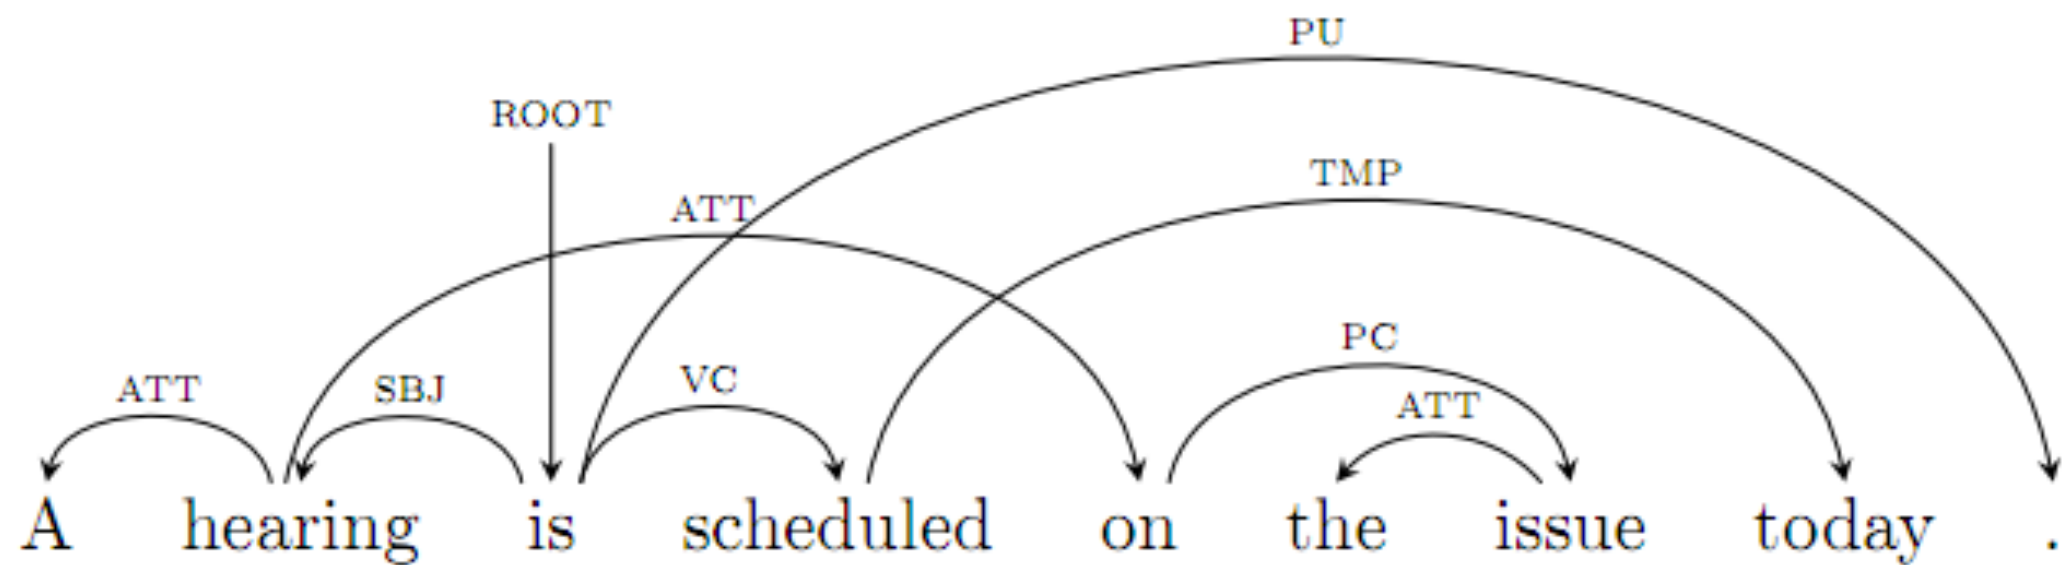 PU
ROOT
TMP
ATT
PC
ATT SBJ VC ATT
A hearing is scheduled on the issue today .